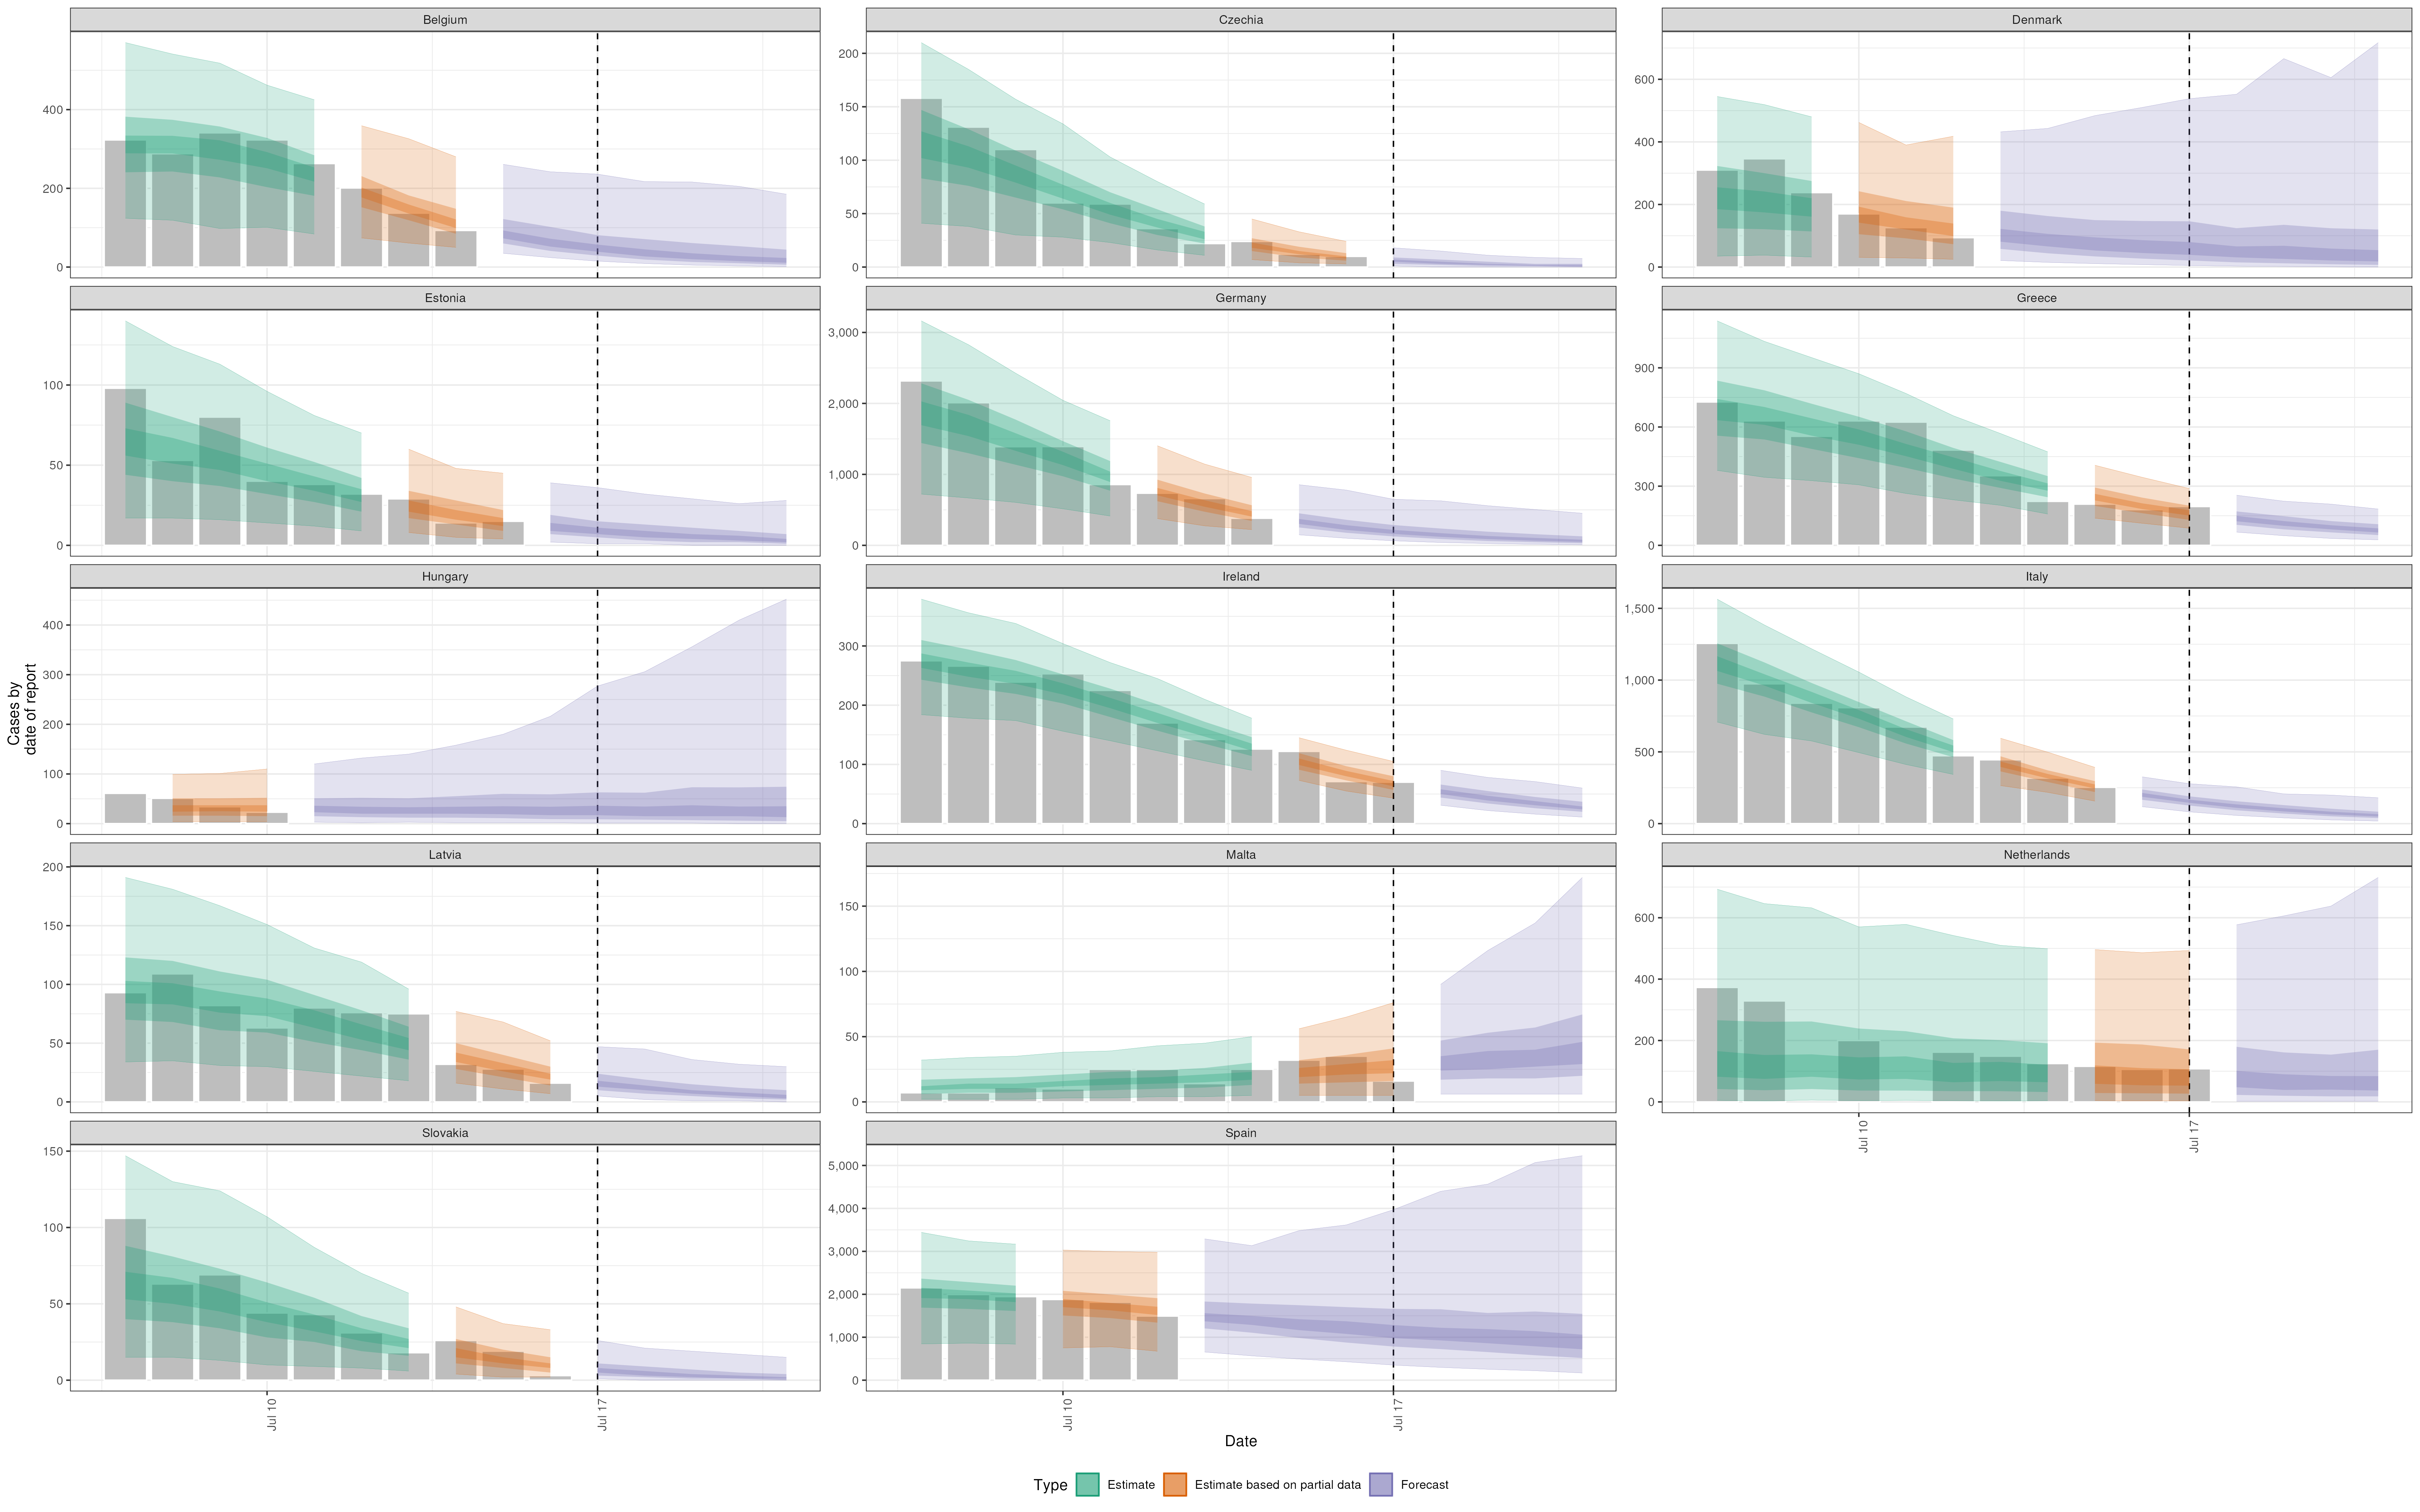 Belgium
Czechia
Denmark
400
200
0
200
150
100
50
0
600
400
200
0
Estonia
Germany
Greece
100
50
0
3,000
2,000
1,000
0
900
600
300
0
Hungary
Ireland
Italy
400
300
200
100
0
300
200
100
0
1,500
1,000
500
0
Cases by
date of report
Latvia
Malta
Netherlands
200
150
100
50
0
150
100
50
0
600
400
200
0
Jul 10
Jul 17
Slovakia
Spain
150
100
50
0
5,000
4,000
3,000
2,000
1,000
0
Jul 10
Jul 17
Jul 10
Jul 17
Date
Type Estimate Estimate based on partial data Forecast